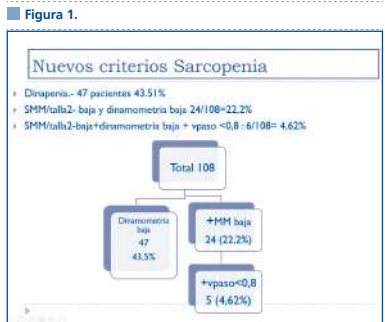 Figura 1.
Nuevos criterios Sarcopenia
Dinapenia.- 47 pacientes 43.51%
SMM/talla2- baja y dinamometria baja 24/108=22,2%
SMM/talla2-baja+dinamometria baja + vpaso <0,8 : 6/108= 4,62%
Total 108
Dinamometria
baja
47
43,5%
+MM baja
24 (22,2%)
+vpaso<0,8
5 (4,62%)